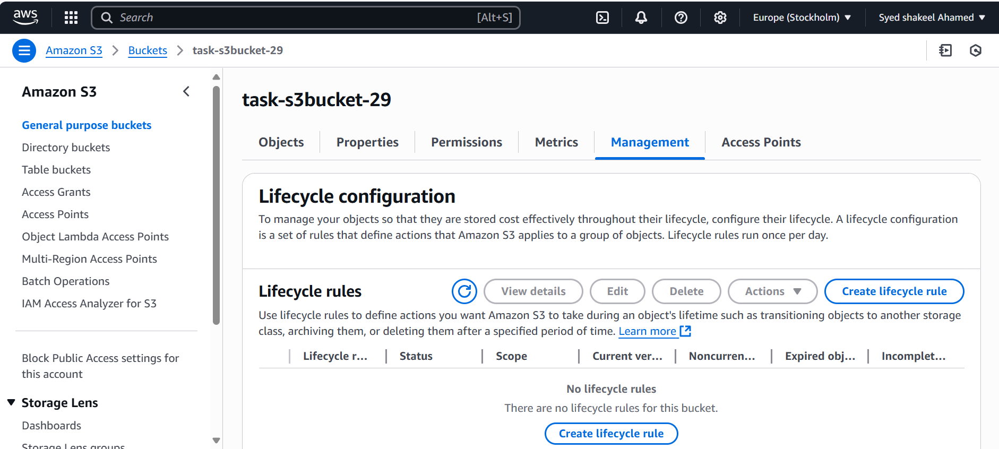 aws
Search [Alt+S]
Europe (Stockholm)
Syed shakeel Ahamed
Amazon S3 > Buckets > task-s3bucket-29
Amazon S3
General purpose buckets
Directory buckets
Table buckets
Access Grants
Access Points
Object Lambda Access Points
Multi-Region Access Points
Batch Operations
IAM Access Analyzer for S3
Block Public Access settings for
this account
Storage Lens
Dashboards
Storage Lens groups
task-s3bucket-29
Objects Properties Permissions Metrics Management Access Points
Lifecycle configuration
To manage your objects so that they are stored cost effectively throughout their lifecycle, configure their lifecycle. A lifecycle configuration
is a set of rules that define actions that Amazon S3 applies to a group of objects. Lifecycle rules run once per day.
Lifecycle rules
View details Edit Delete Actions Create lifecycle rule
Use lifecycle rules to define actions you want Amazon S3 to take during an object's lifetime such as transitioning objects to another storage
class, archiving them, or deleting them after a specified period of time. Learn more
Lifecycle r... Status Scope Current ver... Noncurren... Expired obj... Incomplet...
No lifecycle rules
There are no lifecycle rules for this bucket.
Create lifecycle rule